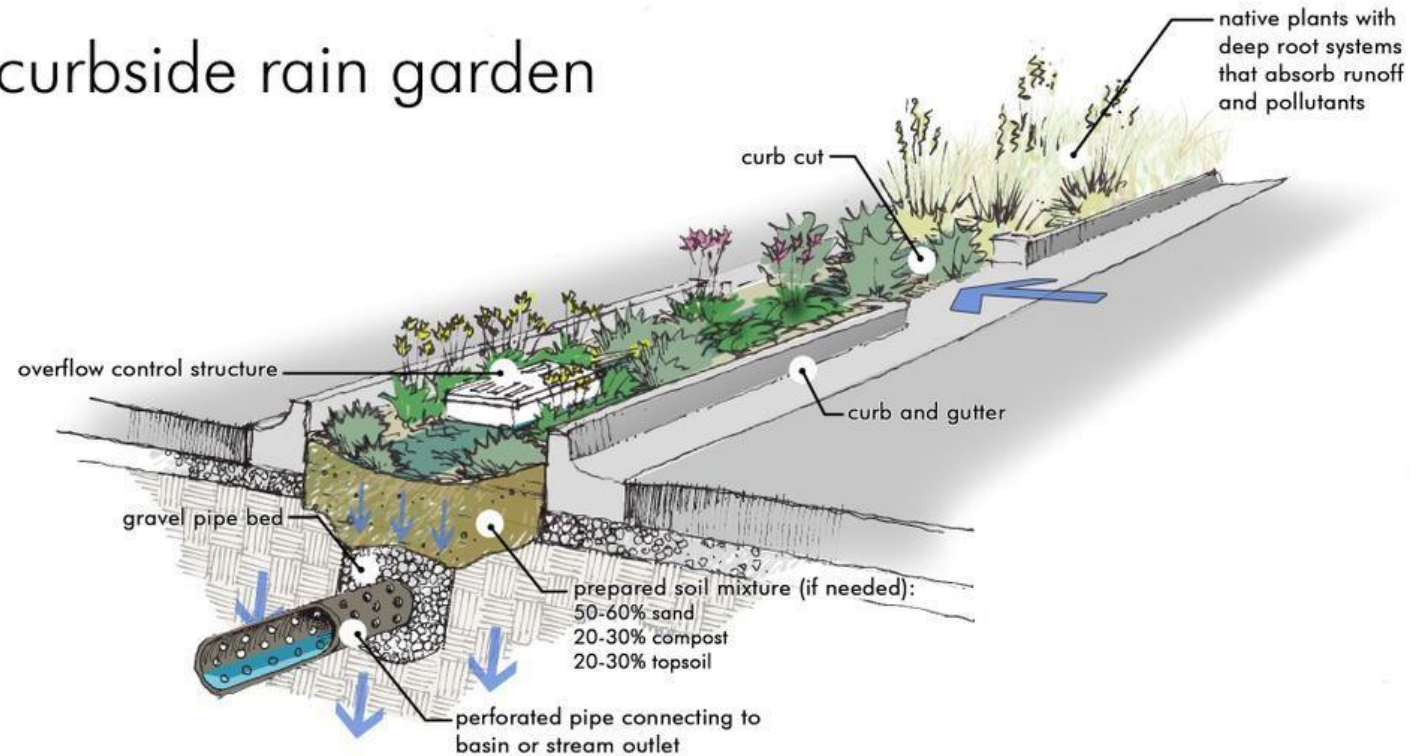 curbside rain garden
native plants with
deep root systems
that absorb runoff
and pollutants
curb cut
overflow control structure
curb and gutter
gravel pipe bed
prepared soil mixture (if needed):
50-60% sand
20-30% compost
20-30% topsoil
perforated pipe connecting to
basin or stream outlet